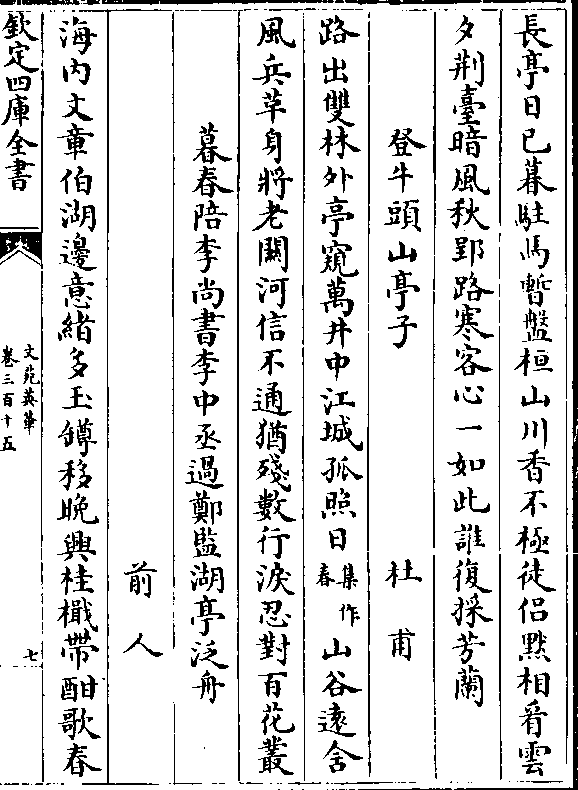 長亭日已暮駐馬暫盤桓山川杳不極徒侶黙相看雲
夕荆臺暗風秋郢路寒客心一如此誰復採芳蘭
登牛頭山亭子 杜甫
路出雙林外亭窺萬井中江城孤照日集作春山谷逺含
風兵革身將老闗河信不通猶殘數行淚忍對百花叢
暮春陪李尚書李中丞過鄭監湖亭泛舟
前人
海内文章伯湖邊意緒多玉罇移晚興桂檝帶酣歌春
欽定四庫全書
文苑英華
卷三百十五
七